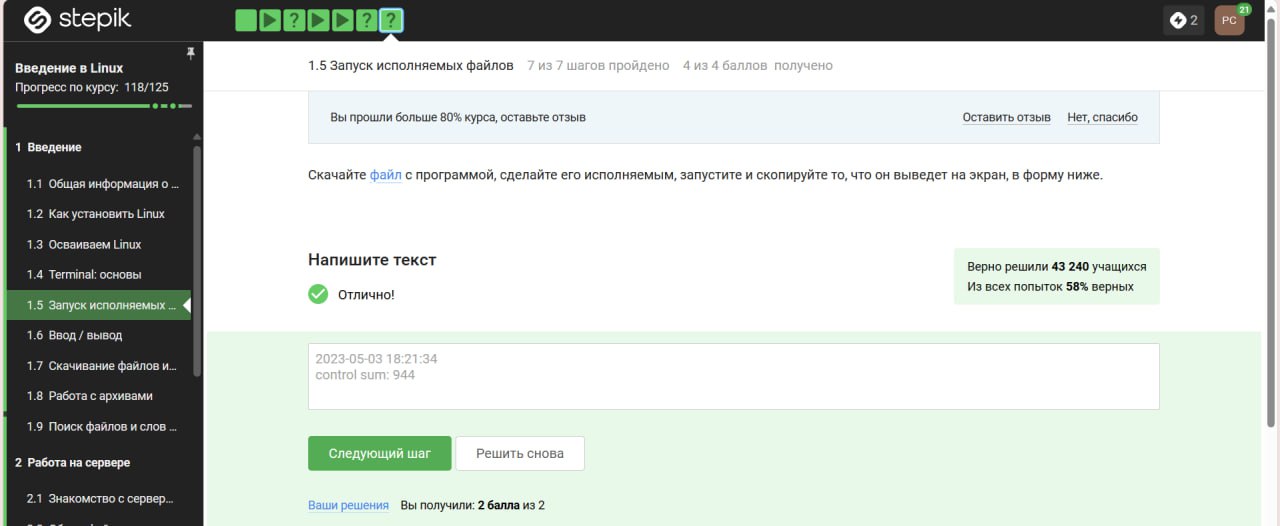 stepik
? ? ?
2
РС
21
Введение в Linux
Прогресс по курсу: 118/125
1 Введение
1.1 Общая информация о ...
1.2 Как установить Linux
1.3 Осваиваем Linux
1.4 Terminal: основы
1.5 Запуск исполняемых ...
1.6 Ввод / вывод
1.7 Скачивание файлов и...
1.8 Работа с архивами
1.9 Поиск файлов и слов ...
2 Работа на сервере
2.1 Знакомство с сервер...
1.5 Запуск исполняемых файлов 7 из 7 шагов пройдено 4 из 4 баллов получено
Вы прошли больше 80% курса, оставьте отзыв Оставить отзыв Нет, спасибо
Скачайте файл с программой, сделайте его исполняемым, запустите и скопируйте то, что он выведет на экран, в форму ниже.
Напишите текст
Отлично!
Верно решили 43 240 учащихся
Из всех попыток 58% верных
2023-05-03 18:21:34
control sum: 944
Следующий шаг Решить снова
Ваши решения Вы получили: 2 балла из 2